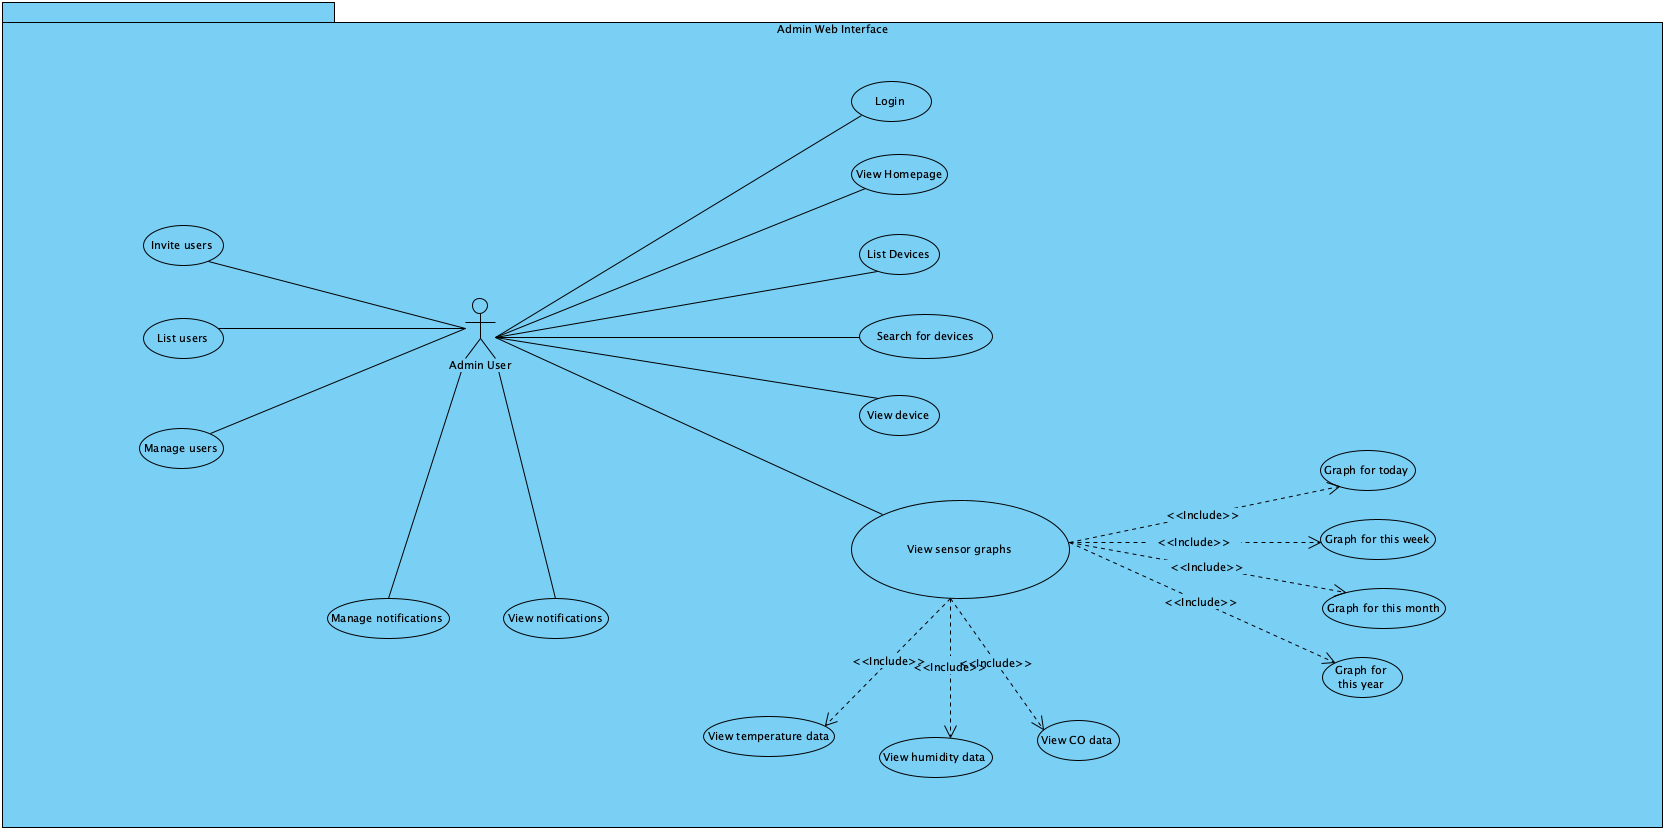 Admin Web Interface
Login
View Homepage
Invite users
List Devices
List users
Search for devices
Admin User
View device
Manage users
Graph for today
<<Include>>
Graph for this week
<<Include>>
View sensor graphs
<<Include>>
Graph for this month
<<Include>>
Manage notifications
View notifications
<<Include>>
<<Include>>
<<Include>>
Graph for
this year
View temperature data
View humidity data
View CO data